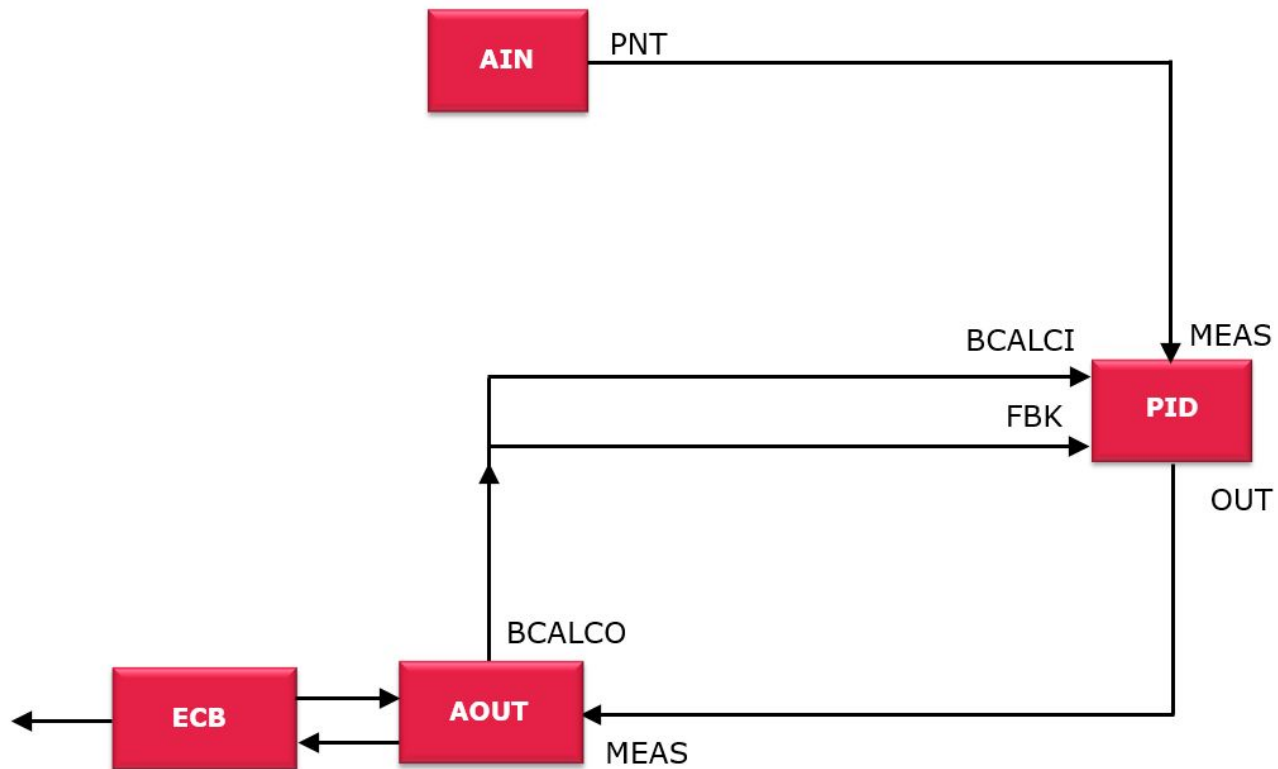 AIN
PNT
BCALCI
MEAS
FBK
PID
OUT
BCALCO
ECB
AOUT
MEAS